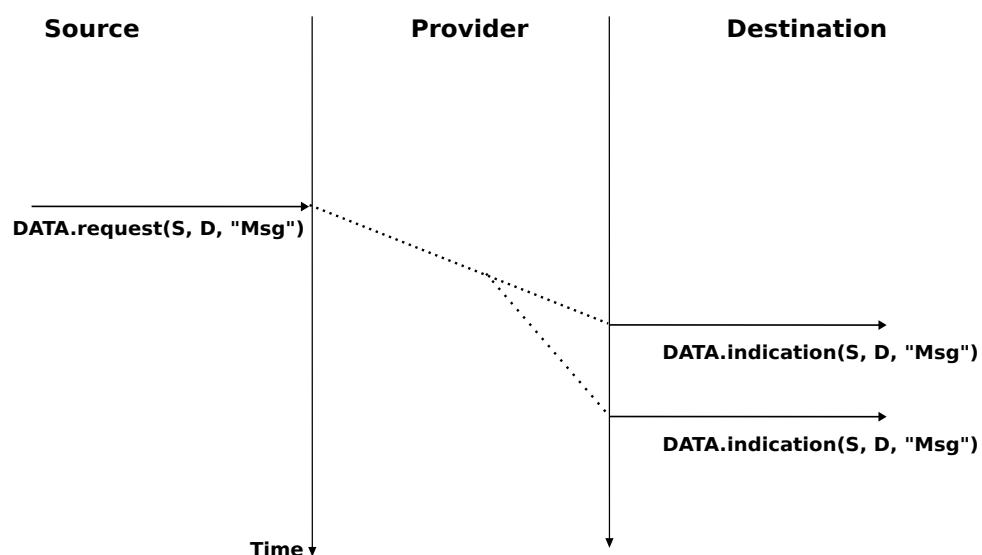 Source
Provider
Destination
DATA.request(S, D, "Msg")
DATA.indication(S, D, "Msg")
DATA.indication(S, D, "Msg")
Time